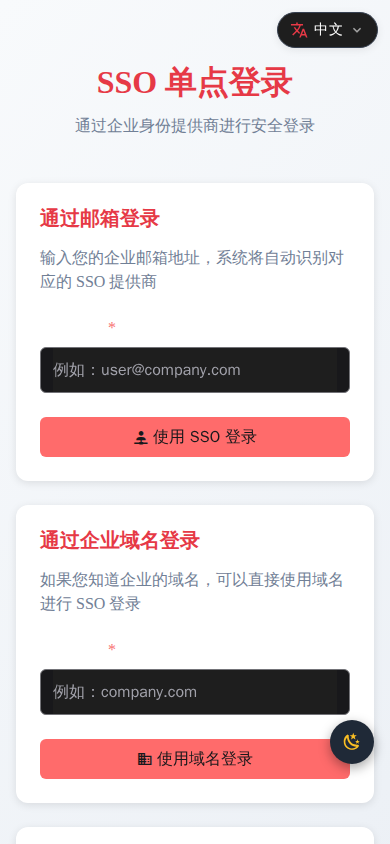 中文
SSO 单点登录
通过企业身份提供商进行安全登录
通过邮箱登录
输入您的企业邮箱地址，系统将自动识别对
应的 SSO 提供商
*
例如：user@company.com
使用 SSO 登录
通过企业域名登录
如果您知道企业的域名，可以直接使用域名
进行 SSO 登录
*
例如：company.com
使用域名登录